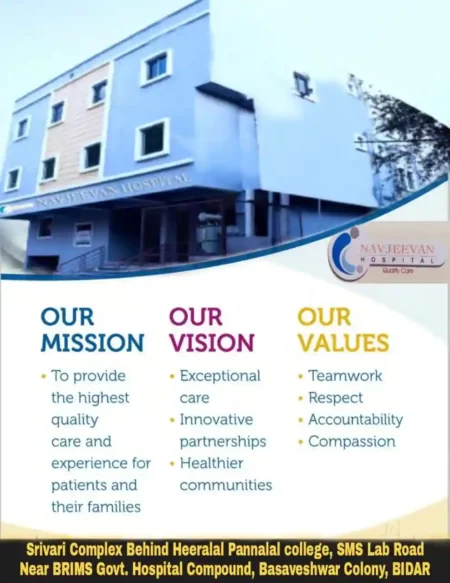 NAVJEEVAN HOSPITAL
NAVJEEVAN
HOSPITAL
Quality Care
OUR
MISSION
• To provide
the highest
quality
care and
experience for
patients and
their families
OUR
VISION
• Exceptional
care
• Innovative
partnerships
• Healthier
communities
OUR
VALUES
• Teamwork
• Respect
• Accountability
• Compassion
Srivari Complex Behind Heeralal Pannalal college, SMS Lab Road
Near BRIMS Govt. Hospital Compound, Basaveshwar Colony, BIDAR